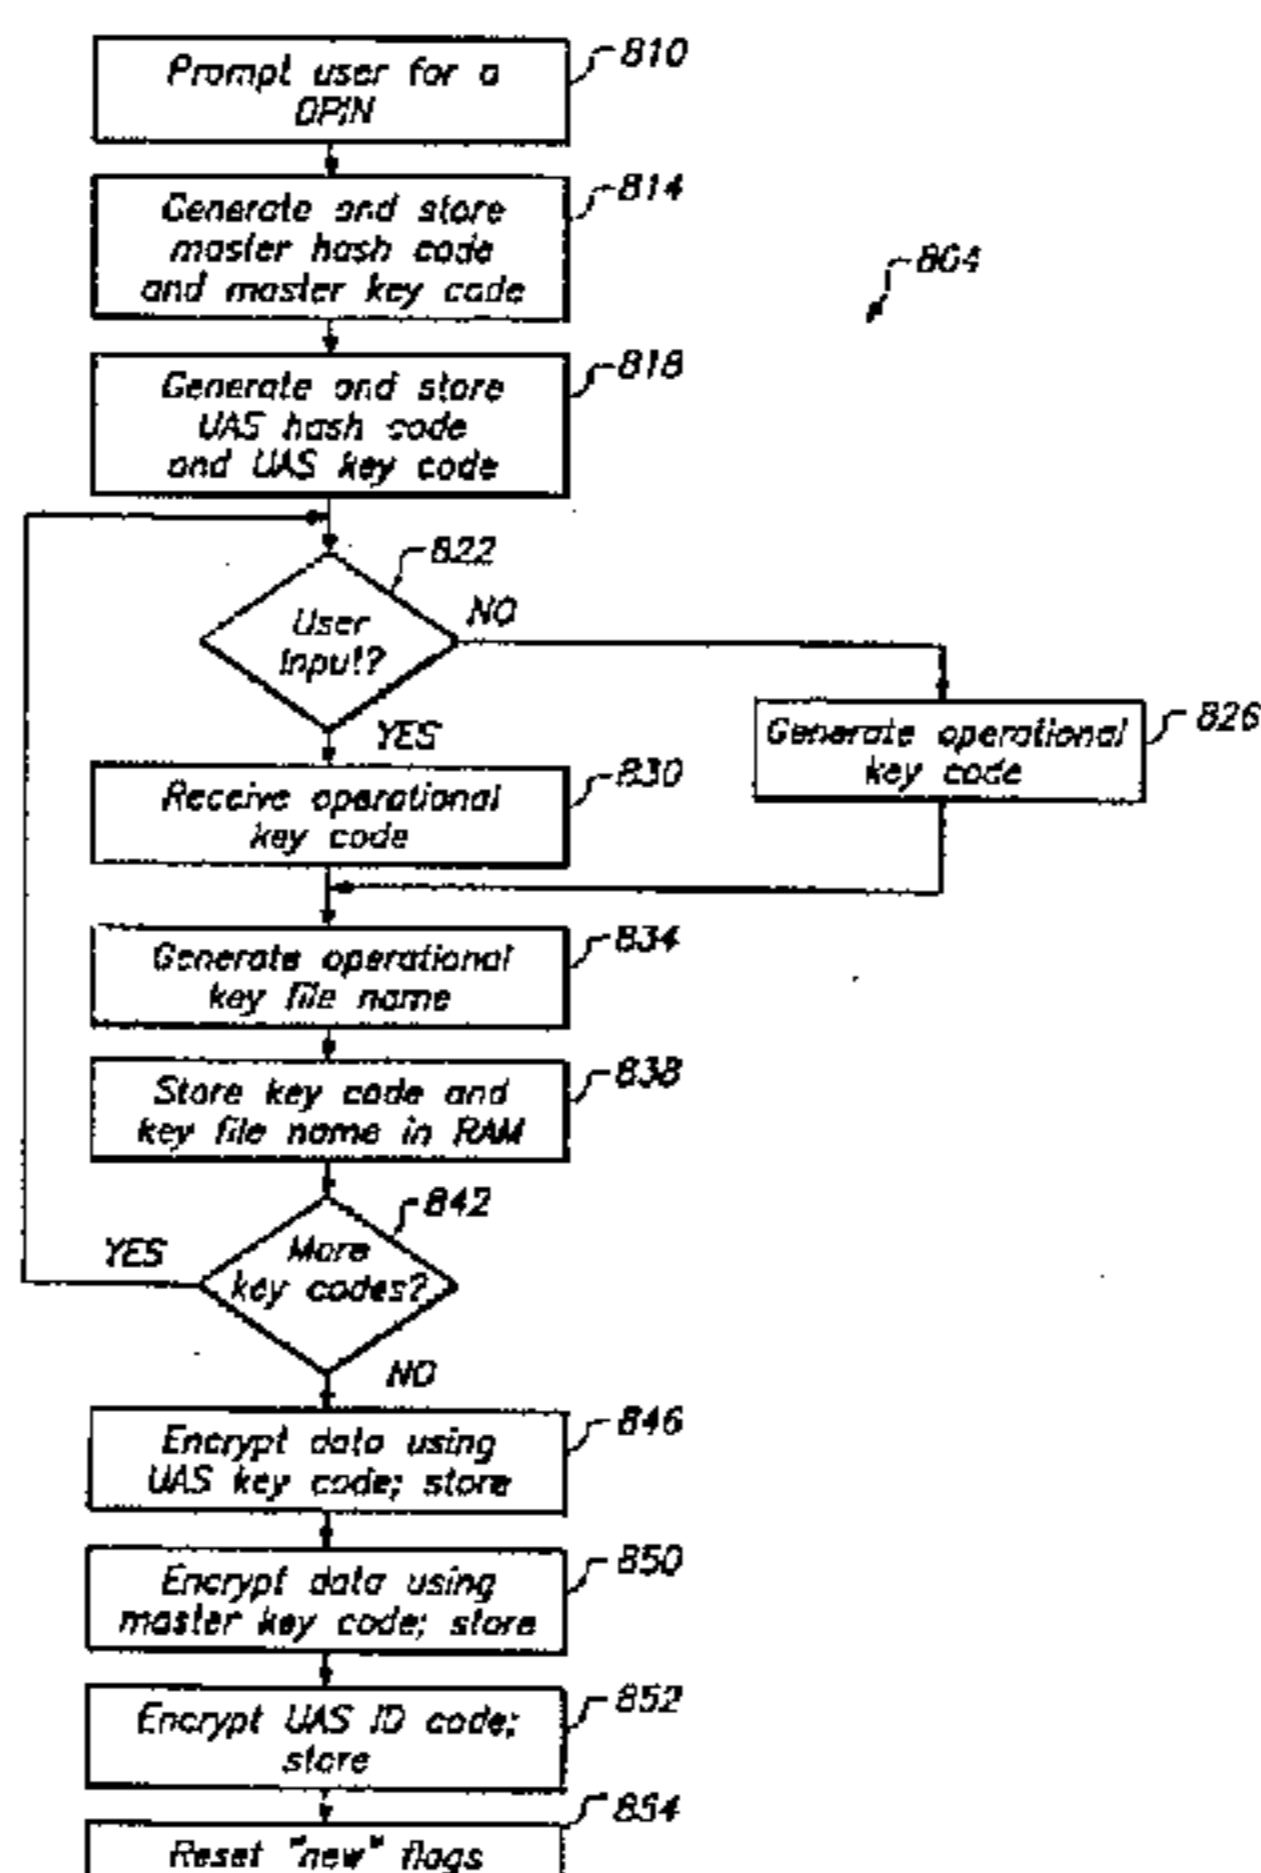 Prompt user for a
OPIN
810
Generate and store
master hash code
and master key code
814
804
Generate and store
UAS hash code
and UAS key code
818
822
User
Input?
NO
YES
Generate operational
key code
826
Receive operational
key code
830
Generate operational
key file name
834
Store key code and
key file name in RAM
838
842
More
key codes?
YES
NO
Encrypt data using
UAS key code; store
846
Encrypt data using
master key code; store
850
Encrypt UAS ID code;
store
852
854
Reset "new" flags